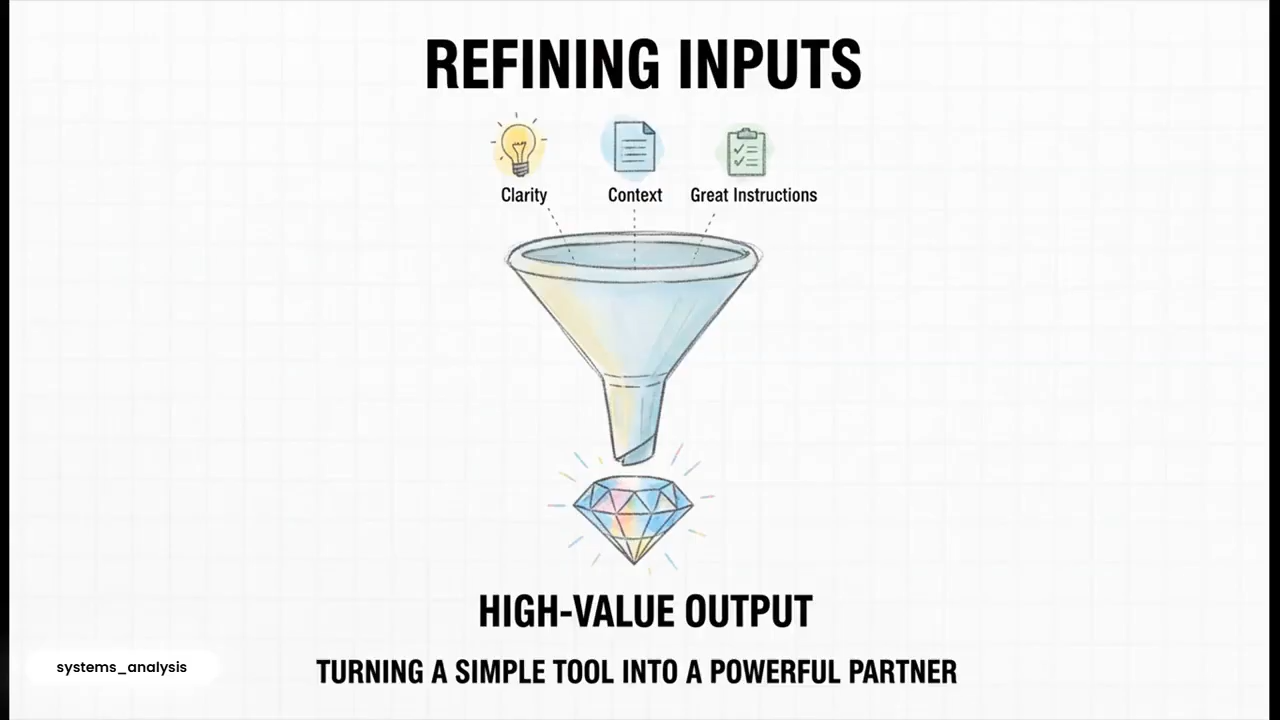 REFINING INPUTS
Clarity
Context
Great Instructions
HIGH-VALUE OUTPUT
TURNING A SIMPLE TOOL INTO A POWERFUL PARTNER
systems_analysis